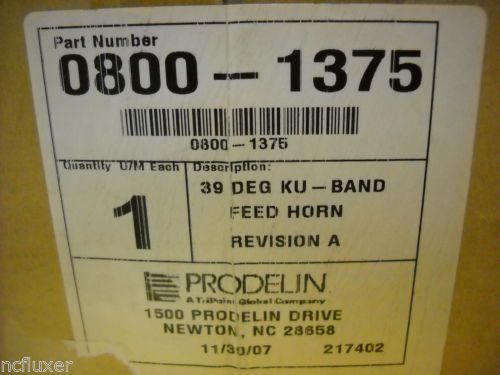 Part Number
0800-1375
0800-1375
Quantity U/M Each Description:
1
39 DEG KU-BAND
FEED HORN
REVISION A
PRODELIN
A TriPoint Global Company
1500 PRODELIN DRIVE
NEWTON, NC 28658
11/30/07 217402
ncfluxer